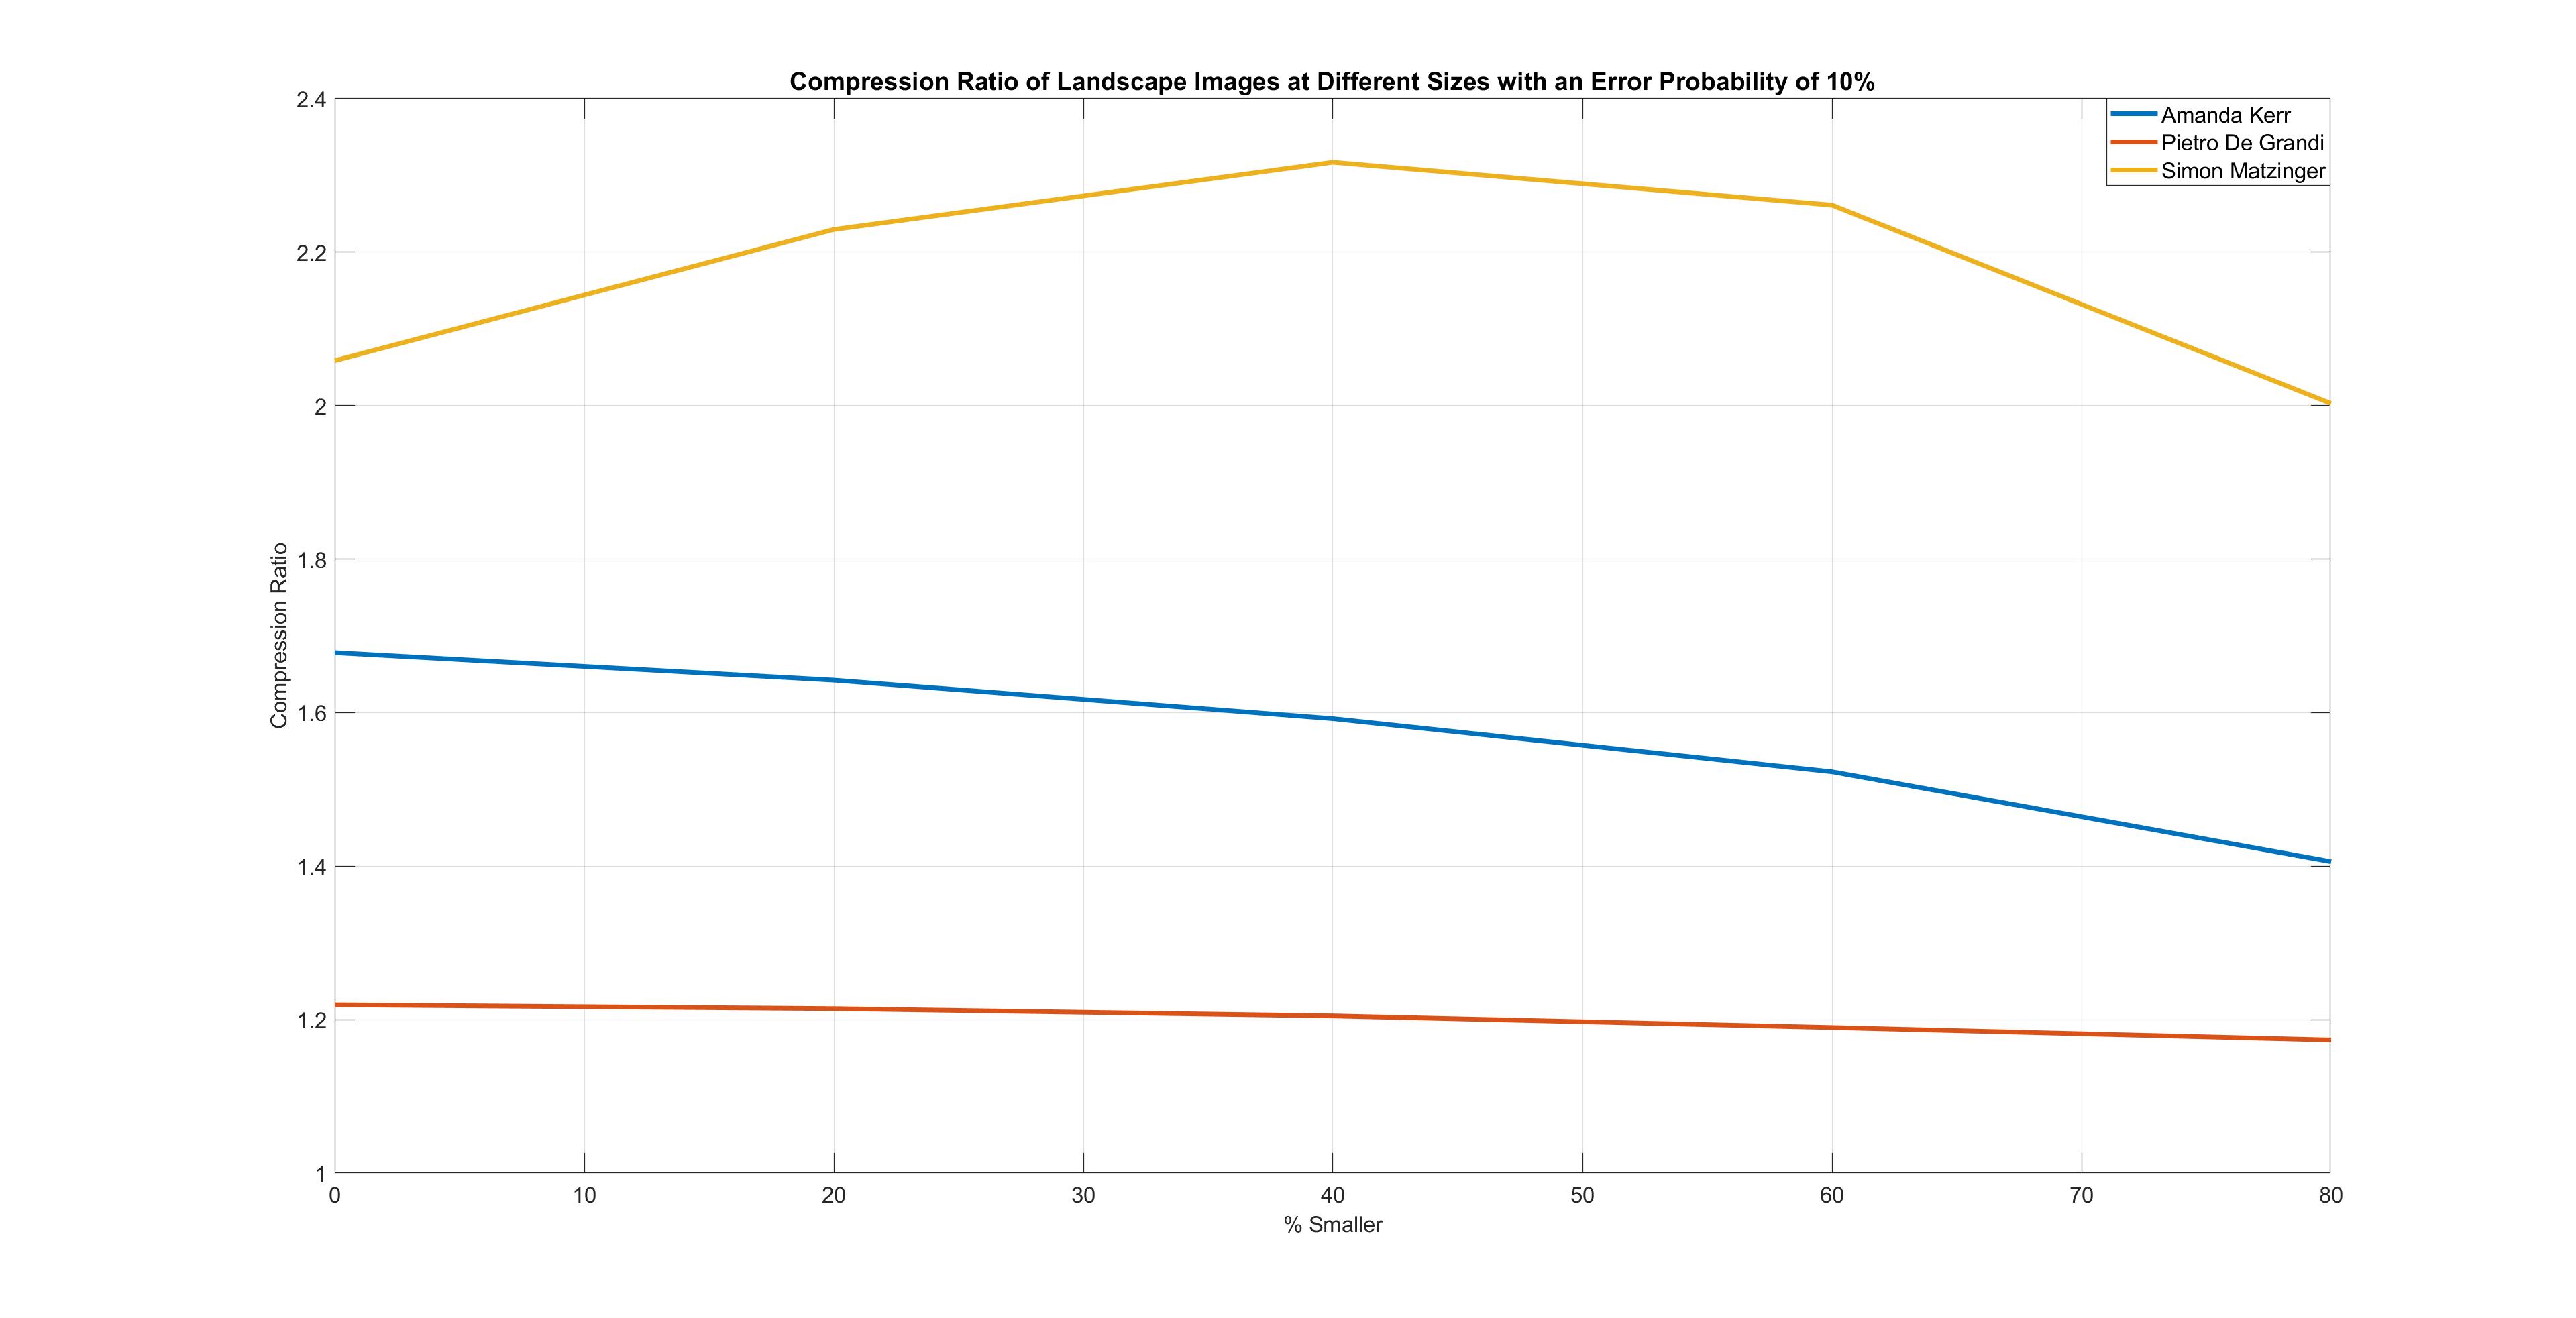 Compression Ratio of Landscape Images at Different Sizes with an Error Probability of 10%
Amanda Kerr
Pietro De Grandi
Simon Matzinger
Compression Ratio
2.4
2.2
2
1.8
1.6
1.4
1.2
1
0 10 20 30 40 50 60 70 80
% Smaller